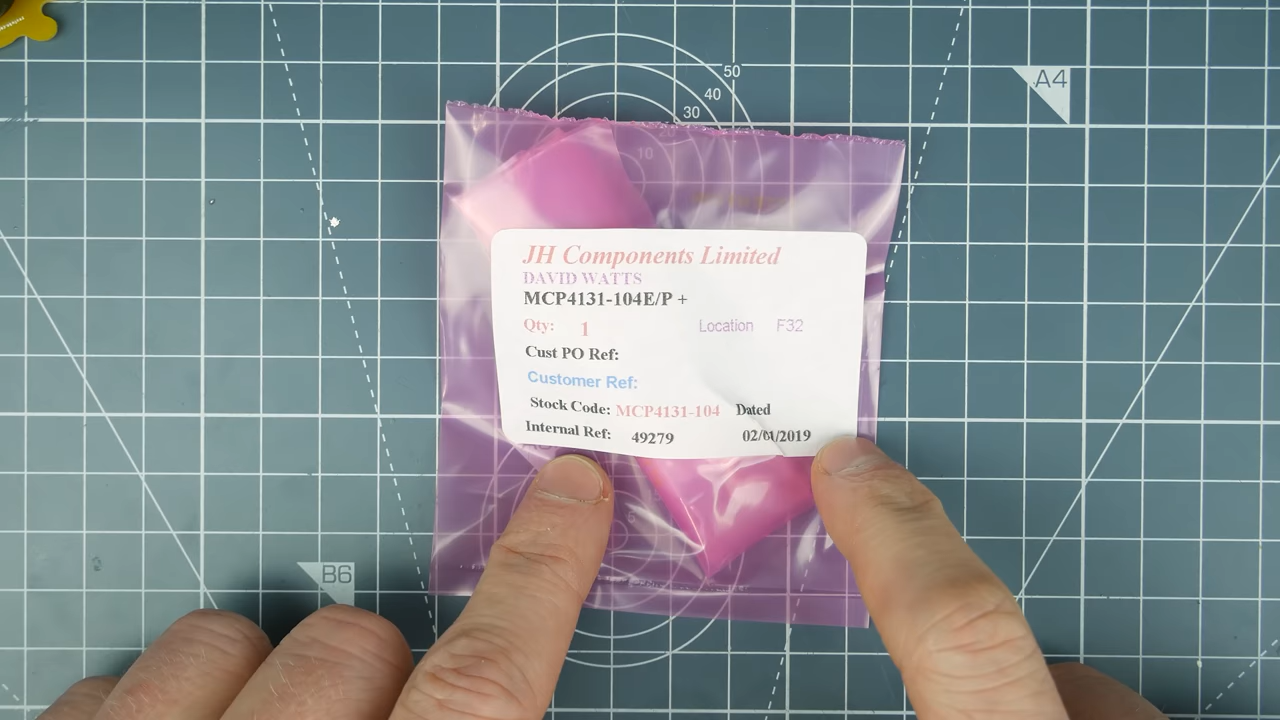 50
A4
40
30
20
10
JH Components Limited
DAVID WATTS
MCP4131-104E/P +
Qty: 1 Location F32
Cust PO Ref:
Customer Ref:
Stock Code: MCP4131-104 Dated
Internal Ref: 49279 02/01/2019
B6